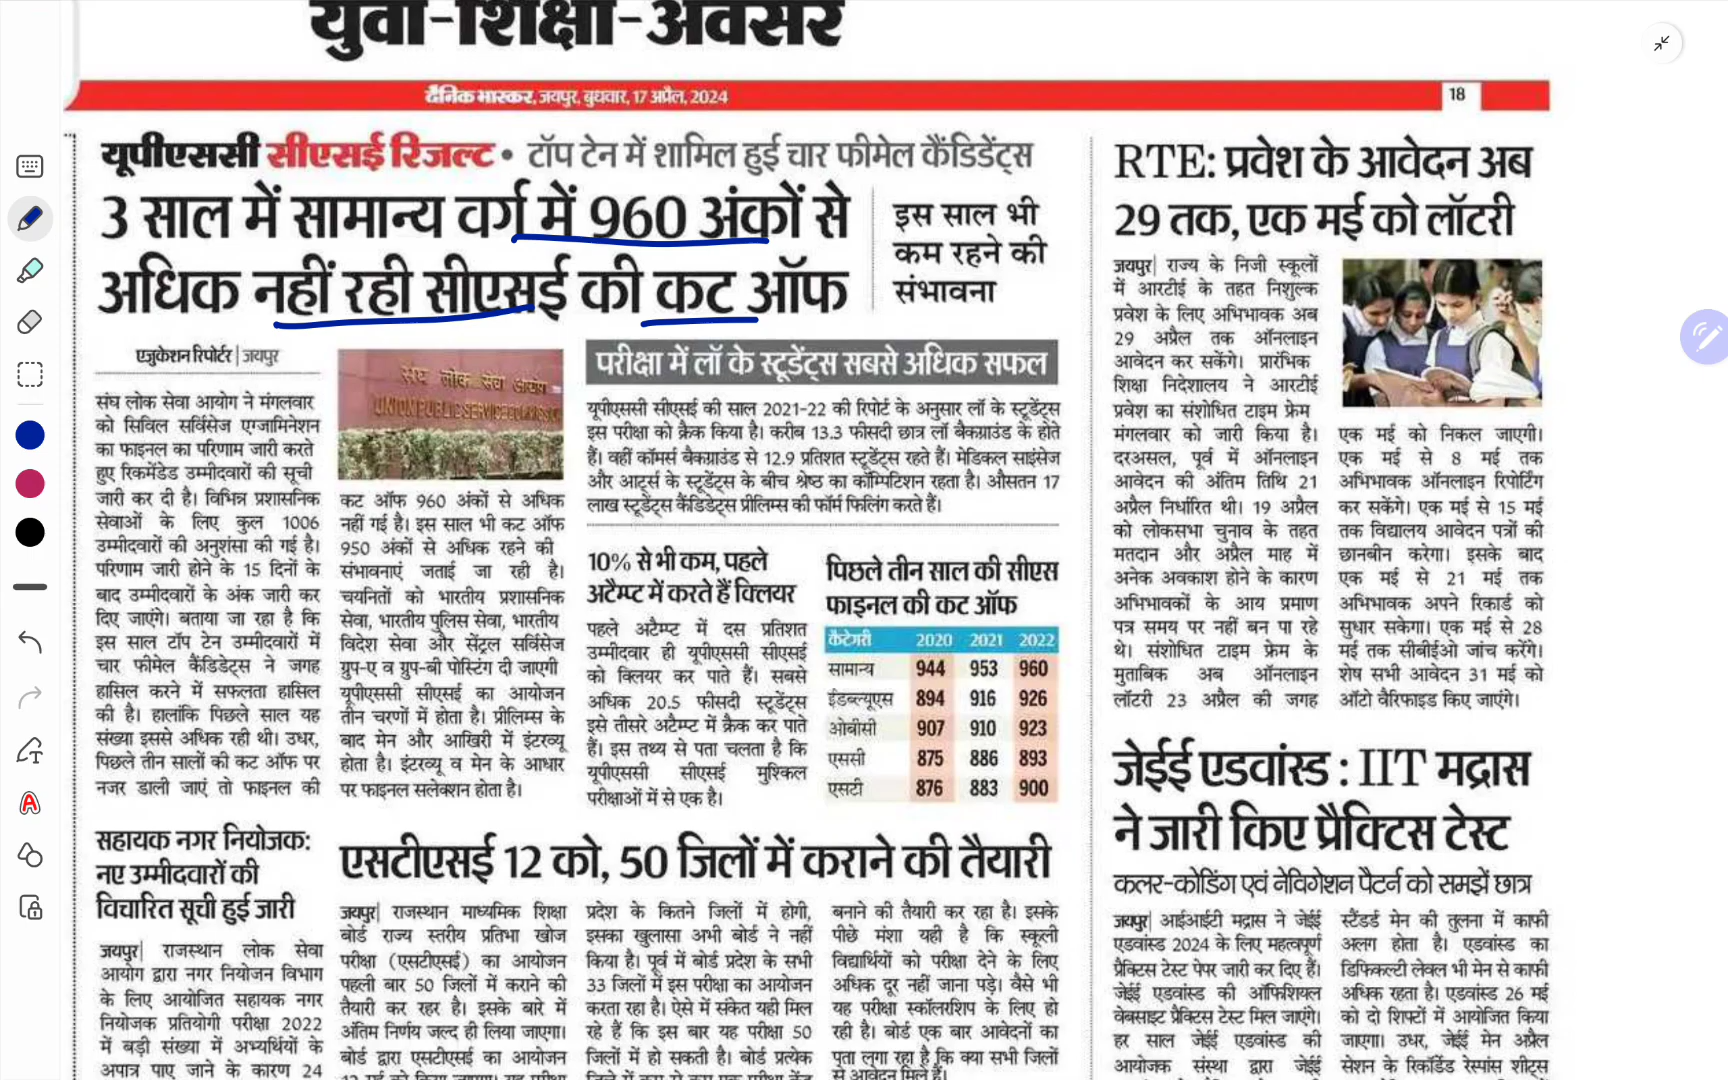 युवा-शिक्षा-अवसर
दैनिक भास्कर, जयपुर, बुधवार, 17 अप्रैल, 2024
18
यूपीएससी सीएसई रिजल्ट • टॉप टेन में शामिल हुई चार फीमेल कैंडिडेंट्स
3 साल में सामान्य वर्ग में 960 अंकों से
अधिक नहीं रही सीएसई की कट ऑफ
इस साल भी
कम रहने की
संभावना
एजुकेशन रिपोर्टर | जयपुर
संघ लोक सेवा आयोग ने मंगलवार
को सिविल सर्विसेज एग्जामिनेशन
का फाइनल का परिणाम जारी करते
हुए रिकमेंडेड उम्मीदवारों की सूची
जारी कर दी है। विभिन्न प्रशासनिक
सेवाओं के लिए कुल 1006
उम्मीदवारों की अनुशंसा की गई है।
परिणाम जारी होने के 15 दिनों के
बाद उम्मीदवारों के अंक जारी कर
दिए जाएंगे। बताया जा रहा है कि
इस साल टॉप टेन उम्मीदवारों में
चार फीमेल कैंडिडेट्स ने जगह
हासिल करने में सफलता हासिल
की है। हालांकि पिछले साल यह
संख्या इससे अधिक रही थी। उधर,
पिछले तीन सालों की कट ऑफ पर
नजर डाली जाएं तो फाइनल की
संघ लोक सेवा आयोग
UNION PUBLIC SERVICE COMMISSION
कट ऑफ 960 अंकों से अधिक
नहीं गई है। इस साल भी कट ऑफ
950 अंकों से अधिक रहने की
संभावनाएं जताई जा रही है।
चयनितों को भारतीय प्रशासनिक
सेवा, भारतीय पुलिस सेवा, भारतीय
विदेश सेवा और सेंट्रल सर्विसेज
ग्रुप-ए व ग्रुप-बी पोस्टिंग दी जाएगी
यूपीएससी सीएसई का आयोजन
तीन चरणों में होता है। प्रीलिम्स के
बाद मेन और आखिरी में इंटरव्यू
होता है। इंटरव्यू व मेन के आधार
पर फाइनल सलेक्शन होता है।
परीक्षा में लॉ के स्टूडेंट्स सबसे अधिक सफल
यूपीएससी सीएसई की साल 2021-22 की रिपोर्ट के अनुसार लॉ के स्टूडेंट्स
इस परीक्षा को क्रैक किया है। करीब 13.3 फीसदी छात्र लॉ बैकग्राउंड के होते
हैं। वहीं कॉमर्स बैकग्राउंड से 12.9 प्रतिशत स्टूडेंट्स रहते हैं। मेडिकल साइंसेज
और आर्ट्स के स्टूडेंट्स के बीच श्रेष्ठ का कॉम्पिटिशन रहता है। औसतन 17
लाख स्टूडेंट्स कैंडिडेट्स प्रीलिम्स की फॉर्म फिलिंग करते हैं।
10% से भी कम, पहले
अटैम्प्ट में करते हैं क्लियर
पहले अटैम्प्ट में दस प्रतिशत
उम्मीदवार ही यूपीएससी सीएसई
को क्लियर कर पाते हैं। सबसे
अधिक 20.5 फीसदी स्टूडेंट्स
इसे तीसरे अटैम्प्ट में क्रैक कर पाते
हैं। इस तथ्य से पता चलता है कि
यूपीएससी सीएसई मुश्किल
परीक्षाओं में से एक है।
पिछले तीन साल की सीएस
फाइनल की कट ऑफ
कैटेगरी 2020 2021 2022
सामान्य 944 953 960
ईडब्ल्यूएस 894 916 926
ओबीसी 907 910 923
एससी 875 886 893
एसटी 876 883 900
RTE: प्रवेश के आवेदन अब
29 तक, एक मई को लॉटरी
जयपुर| राज्य के निजी स्कूलों
में आरटीई के तहत निशुल्क
प्रवेश के लिए अभिभावक अब
29 अप्रैल तक ऑनलाइन
आवेदन कर सकेंगे। प्रारंभिक
शिक्षा निदेशालय ने आरटीई
प्रवेश का संशोधित टाइम फ्रेम
मंगलवार को जारी किया है।
दरअसल, पूर्व में ऑनलाइन
आवेदन की अंतिम तिथि 21
अप्रैल निर्धारित थी। 19 अप्रैल
को लोकसभा चुनाव के तहत
मतदान और अप्रैल माह में
अनेक अवकाश होने के कारण
अभिभावकों के आय प्रमाण
पत्र समय पर नहीं बन पा रहे
थे। संशोधित टाइम फ्रेम के
मुताबिक अब ऑनलाइन
लॉटरी 23 अप्रैल की जगह
एक मई को निकल जाएगी।
एक मई से 8 मई तक
अभिभावक ऑनलाइन रिपोर्टिंग
कर सकेंगे। एक मई से 15 मई
तक विद्यालय आवेदन पत्रों की
छानबीन करेगा। इसके बाद
एक मई से 21 मई तक
अभिभावक अपने रिकार्ड को
सुधार सकेगा। एक मई से 28
मई तक सीबीईओ जांच करेंगे।
शेष सभी आवेदन 31 मई को
ऑटो वैरिफाइड किए जाएंगे।
सहायक नगर नियोजक:
नए उम्मीदवारों की
विचारित सूची हुई जारी
जयपुर| राजस्थान लोक सेवा
आयोग द्वारा नगर नियोजन विभाग
के लिए आयोजित सहायक नगर
नियोजक प्रतियोगी परीक्षा 2022
में बड़ी संख्या में अभ्यर्थियों के
अपात्र पाए जाने के कारण 24
एसटीएसई 12 को, 50 जिलों में कराने की तैयारी
जयपुर| राजस्थान माध्यमिक शिक्षा
बोर्ड राज्य स्तरीय प्रतिभा खोज
परीक्षा (एसटीएसई) का आयोजन
पहली बार 50 जिलों में कराने की
तैयारी कर रहर है। इसके बारे में
अंतिम निर्णय जल्द ही लिया जाएगा।
बोर्ड द्वारा एसटीएसई का आयोजन
प्रदेश के कितने जिलों में होगी,
इसका खुलासा अभी बोर्ड ने नहीं
किया है। पूर्व में बोर्ड प्रदेश के सभी
33 जिलों में इस परीक्षा का आयोजन
करता रहा है। ऐसे में संकेत यही मिल
रहे हैं कि इस बार यह परीक्षा 50
जिलों में हो सकती है। बोर्ड प्रत्येक
बनाने की तैयारी कर रहा है। इसके
पीछे मंशा यही है कि स्कूली
विद्यार्थियों को परीक्षा देने के लिए
अधिक दूर नहीं जाना पड़े। वैसे भी
यह परीक्षा स्कॉलरशिप के लिए हो
रही है। बोर्ड एक बार आवेदनों का
पता लगा रहा है कि क्या सभी जिलों
से आवेदन मिले हैं।
जेईई एडवांस्ड : IIT मद्रास
ने जारी किए प्रैक्टिस टेस्ट
कलर-कोडिंग एवं नेविगेशन पैटर्न को समझें छात्र
जयपुर| आईआईटी मद्रास ने जेईई
एडवांस्ड 2024 के लिए महत्वपूर्ण
प्रैक्टिस टेस्ट पेपर जारी कर दिए हैं।
जेईई एडवांस्ड की ऑफिशियल
वेबसाइट प्रैक्टिस टेस्ट मिल जाएंगे।
हर साल जेईई एडवांस्ड की
आयोजक संस्था द्वारा जेईई
स्टैंडर्ड मेन की तुलना में काफी
अलग होता है। एडवांस्ड का
डिफिकल्टी लेवल भी मेन से काफी
अधिक रहता है। एडवांस्ड 26 मई
को दो शिफ्टों में आयोजित किया
जाएगा। उधर, जेईई मेन अप्रैल
सेशन के रिकॉर्डेड रेस्पांस शीट्स